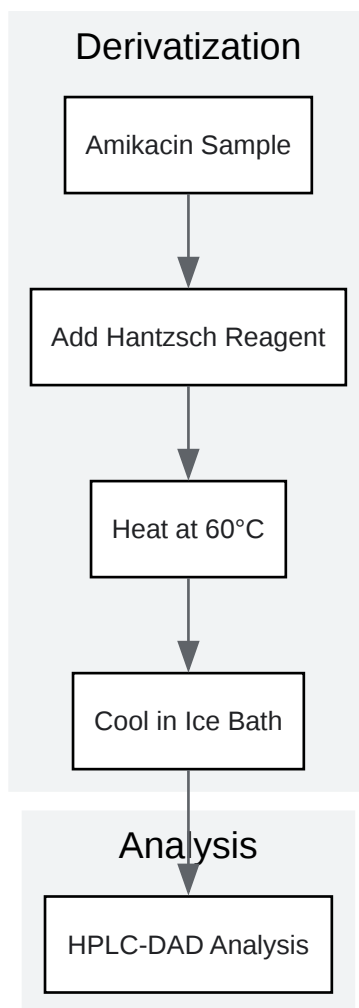 Derivatization
Amikacin Sample
Add Hantzsch Reagent
Heat at 60°C
Cool in Ice Bath
Analysis
HPLC-DAD Analysis